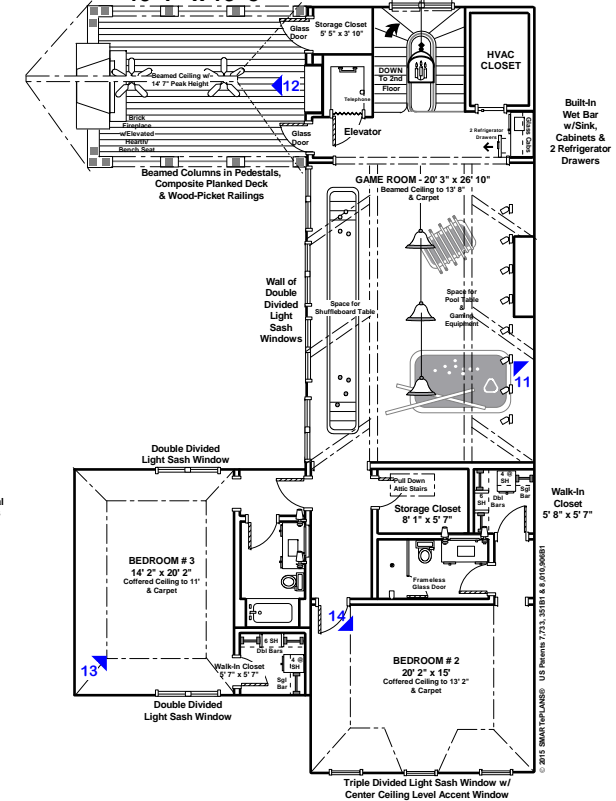 Glass
Door
Storage Closet
5' 5" x 3' 10"
HVAC
CLOSET
DOWN
To 2nd
Floor
Beamed Ceiling w/
14' 7" Peak Height
12
Telephone
Elevator
Brick
Fireplace
w/Elevated
Hearth/
Bench Seat
Glass
Door
2 Refrigerator
Drawers
Glass Cabs
Built-In
Wet Bar
w/Sink,
Cabinets &
2 Refrigerator
Drawers
Beamed Columns in Pedestals,
Composite Planked Deck
& Wood-Picket Railings
GAME ROOM - 20' 3" x 26' 10"
Beamed Ceiling to 13' 8"
& Carpet
Wall of
Double
Divided
Light
Sash
Windows
Space for
Shuffleboard Table
Space for
Pool Table
&
Gaming
Equipment
11
Double Divided
Light Sash Window
Pull Down
Attic Stairs
Storage Closet
8' 1" x 5' 7"
6
SH
Dbl
Bars
4 @
SH
Sgl
Bar
Walk-In
Closet
5' 8" x 5' 7"
BEDROOM # 3
14' 2" x 20' 2"
Coffered Ceiling to 11'
& Carpet
Frameless
Glass Door
14
13
6 SH
Dbl Bars
Walk-In Closet
5' 7" x 5' 7"
4 @
SH
Sgl
Bar
BEDROOM # 2
20' 2" x 15'
Coffered Ceiling to 13' 2"
& Carpet
Double Divided
Light Sash Window
Triple Divided Light Sash Window w/
Center Ceiling Level Accent Window
© 2015 SMARTePLANS® US Patents 7,733, 351B1 & 8,010,906B1